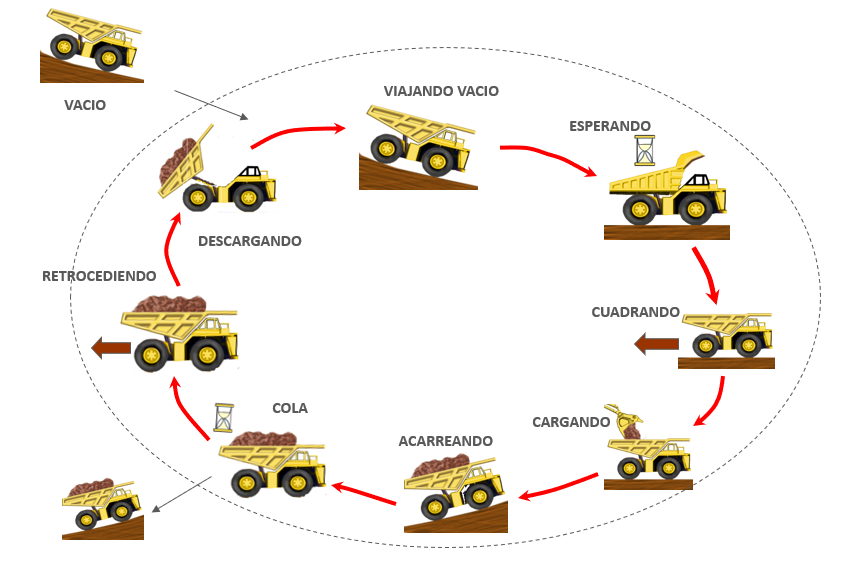 VIAJANDO VACIO
VACIO
ESPERANDO
DESCARGANDO
RETROCEDIENDO
CUADRANDO
COLA
CARGANDO
ACARREANDO